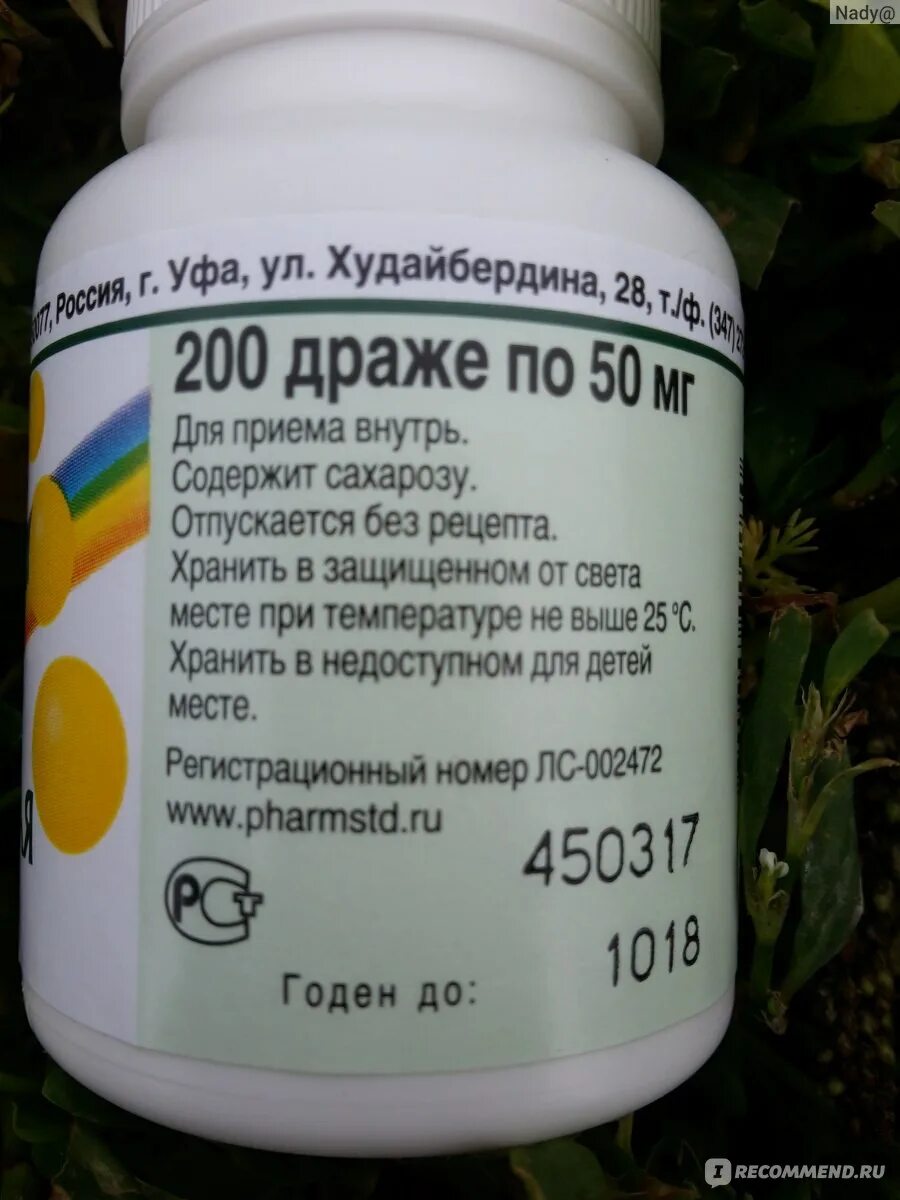 Nady@
Россия, г. Уфа, ул. Худайбердина, 28, т./ф. (347)
200 драже по 50 мг
Для приема внутрь.
Содержит сахарозу.
Отпускается без рецепта.
Хранить в защищенном от света
месте при температуре не выше 25 °С.
Хранить в недоступном для детей
месте.
Регистрационный номер ЛС-002472
www.pharmstd.ru
450317
РСТ
1018
Годен до:
Я
I RECOMMEND.RU